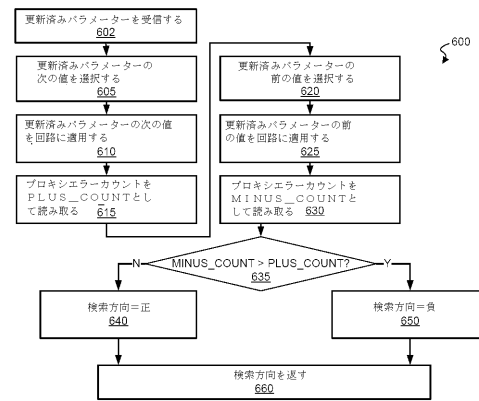 更新済みパラメーターを受信する
602
更新済みパラメーターの
次の値を選択する
605
更新済みパラメーターの次の値
を回路に適用する
610
プロキシエラーカウントを
PLUS_COUNTとし
て読み取る 615
更新済みパラメーターの
前の値を選択する
620
更新済みパラメーターの前
の値を回路に適用する
625
プロキシエラーカウントを
MINUS_COUNTと
して読み取る 630
600
N
MINUS_COUNT > PLUS_COUNT?
635
Y
検索方向=正
640
検索方向=負
650
検索方向を返す
660